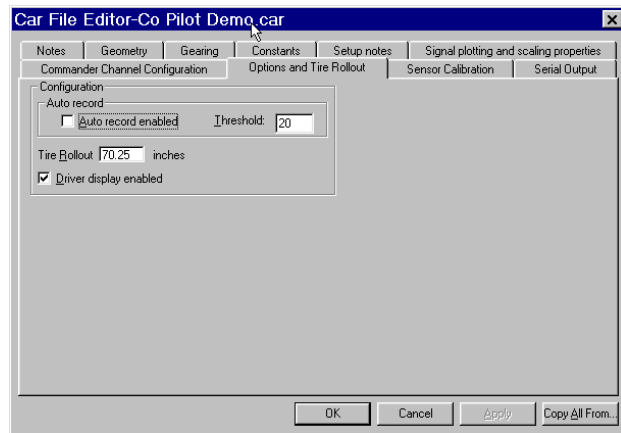 Car File Editor-Co Pilot Demo.car
Notes Geometry Gearing Constants Setup notes Signal plotting and scaling properties
Commander Channel Configuration Options and Tire Rollout Sensor Calibration Serial Output
Configuration
Auto record
Auto record enabled Threshold: 20
Tire Rollout 70.25 inches
Driver display enabled
OK Cancel Apply Copy All From...